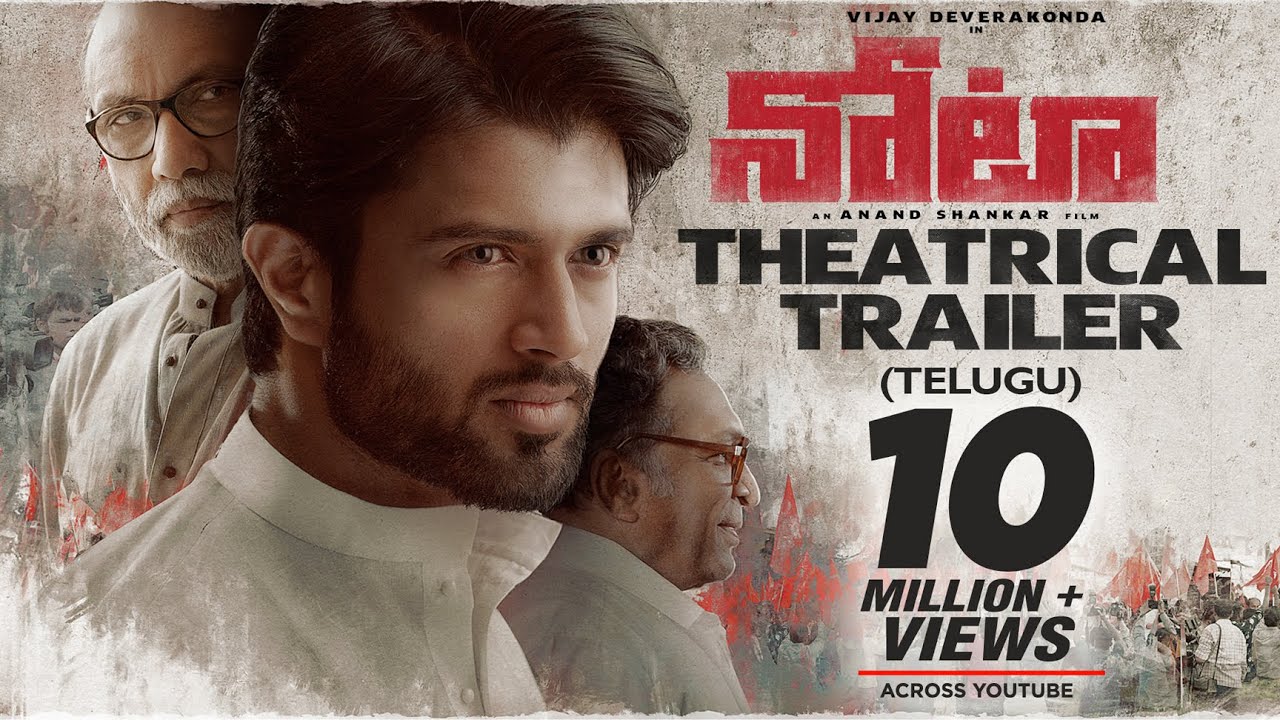 VIJAY DEVERAKONDA
IN
నోటా
AN ANAND SHANKAR FILM
THEATRICAL
TRAILER
(TELUGU)
10
MILLION +
VIEWS
ACROSS YOUTUBE